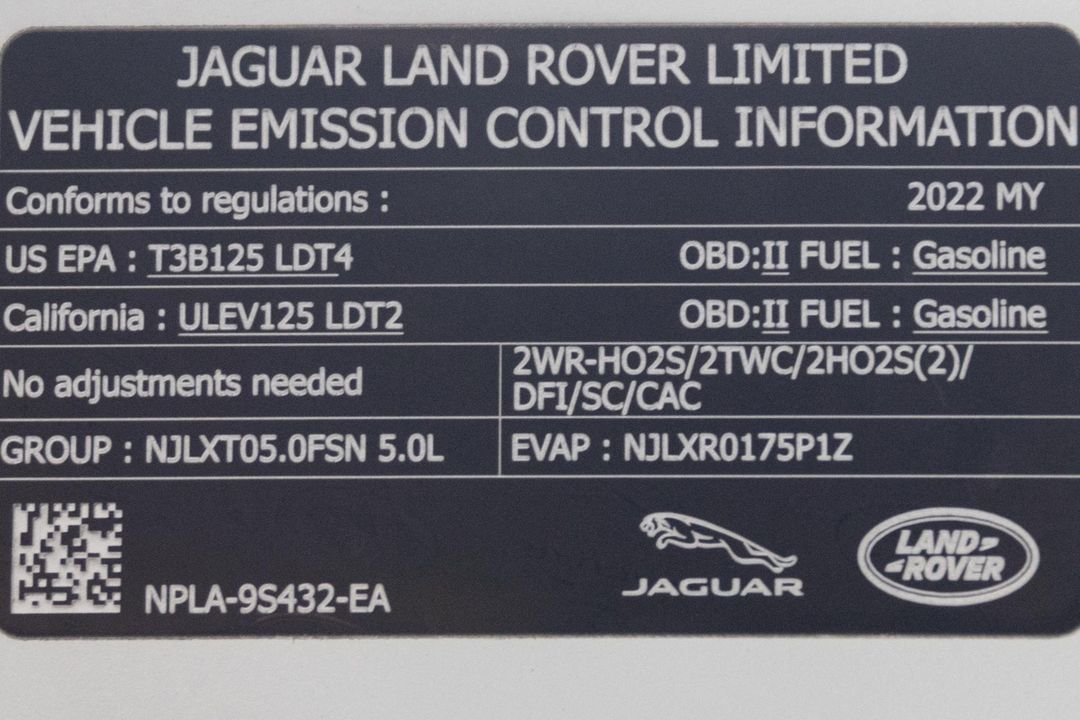 JAGUAR LAND ROVER LIMITED
VEHICLE EMISSION CONTROL INFORMATION
Conforms to regulations : 2022 MY
US EPA : T3B125 LDT4 OBD:II FUEL : Gasoline
California : ULEV125 LDT2 OBD:II FUEL : Gasoline
No adjustments needed
2WR-HO2S/2TWC/2HO2S(2)/
DFI/SC/CAC
GROUP : NJLXT05.0FSN 5.0L EVAP : NJLXR0175P1Z
NPLA-9S432-EA
JAGUAR
LAND
ROVER